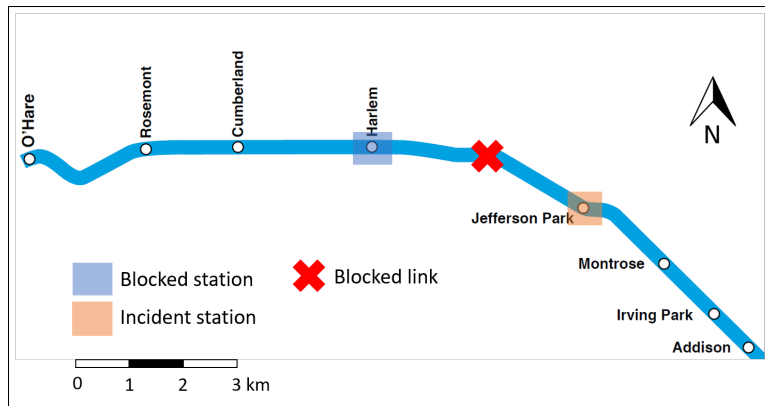 O'Hare
Rosemont
Cumberland
Harlem
N
Jefferson Park
Montrose
Irving Park
Addison
Blocked station
Blocked link
Incident station
0 1 2 3 km